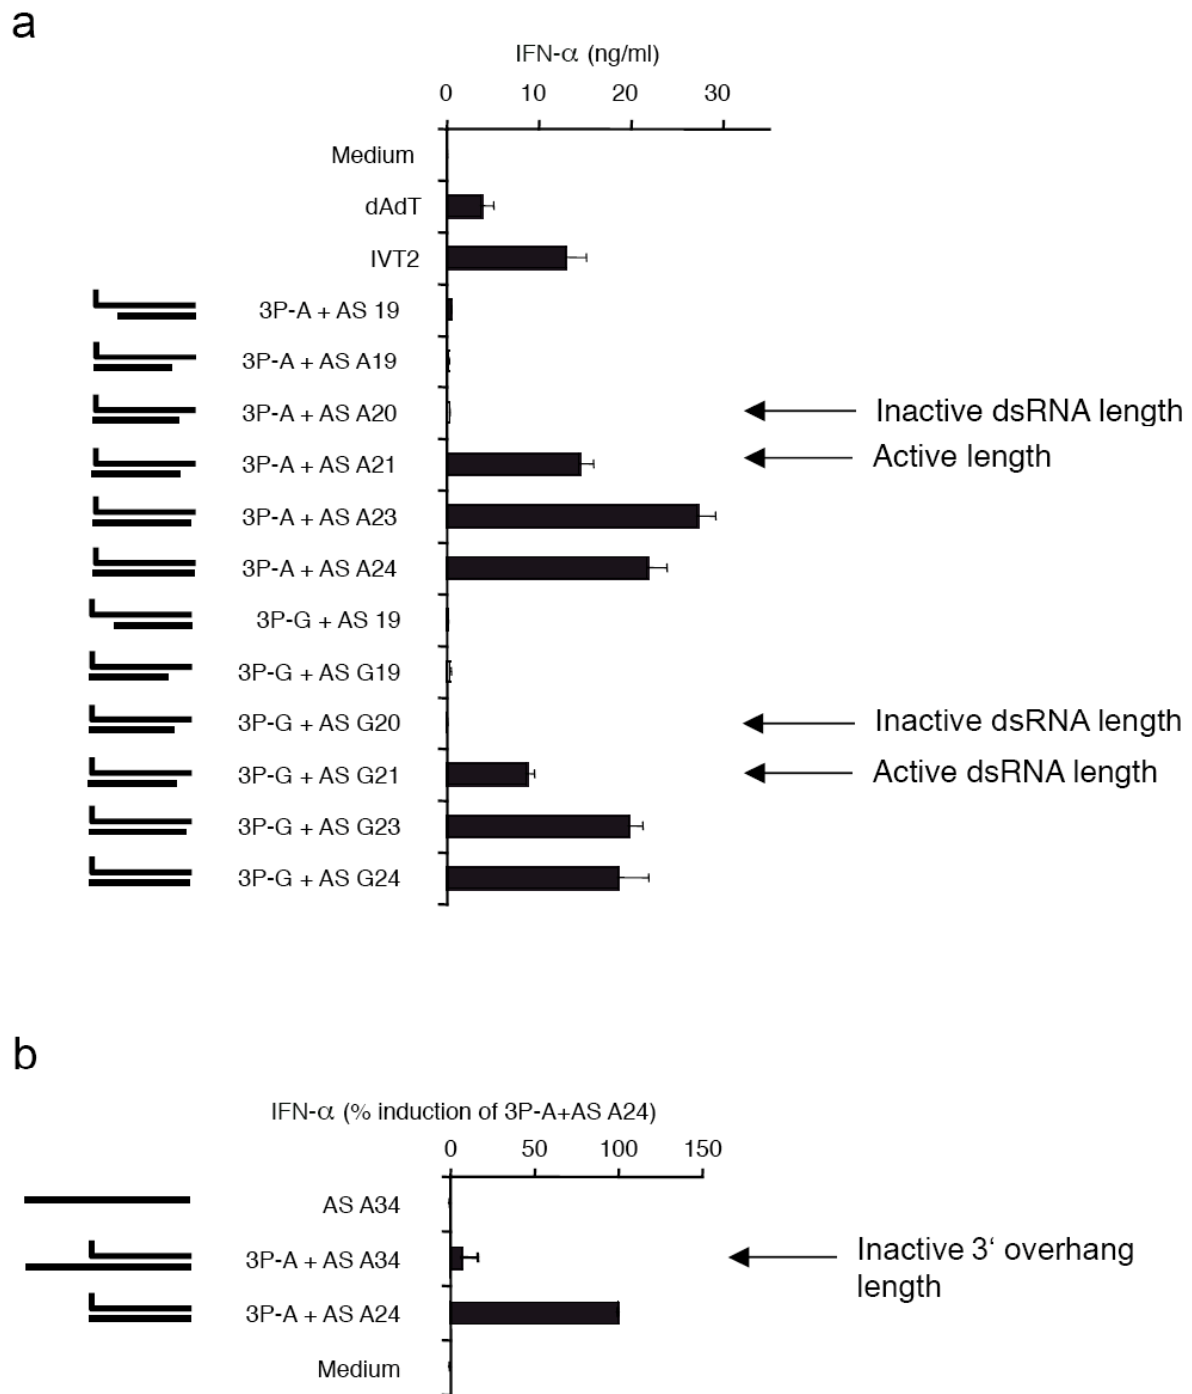 a
IFN-α (ng/ml)
0 10 20 30
Medium
dAdT
IVT2
3P-A + AS 19
3P-A + AS A19
3P-A + AS A20
Inactive dsRNA length
3P-A + AS A21
Active length
3P-A + AS A23
3P-A + AS A24
3P-G + AS 19
3P-G + AS G19
3P-G + AS G20
Inactive dsRNA length
3P-G + AS G21
Active dsRNA length
3P-G + AS G23
3P-G + AS G24
b
IFN-α (% induction of 3P-A+AS A24)
0 50 100 150
AS A34
3P-A + AS A34
Inactive 3‘ overhang
length
3P-A + AS A24
Medium